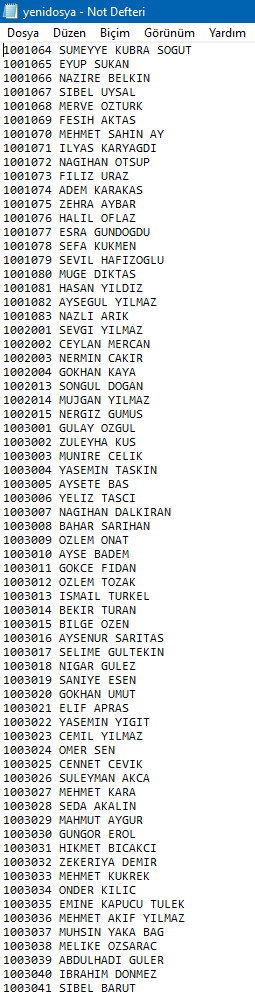 yenidosya - Not Defteri
Dosya Düzen Biçim Görünüm Yardım
1001064 SUMEYYE KUBRA SOGUT
1001065 EYUP SUKAN
1001066 NAZIRE BELKIN
1001067 SIBEL UYSAL
1001068 MERVE OZTURK
1001069 FESIH AKTAS
1001070 MEHMET SAHIN AY
1001071 ILYAS KARYAGDI
1001072 NAGIHAN OTSUP
1001073 FILIZ URAZ
1001074 ADEM KARAKAS
1001075 ZEHRA AYBAR
1001076 HALIL OFLAZ
1001077 ESRA GUNDOGDU
1001078 SEFA KUKMEN
1001079 SEVIL HAFIZOGLU
1001080 MUGE DIKTAS
1001081 HASAN YILDIZ
1001082 AYSEGUL YILMAZ
1001083 NAZLI ARIK
1002001 SEVGI YILMAZ
1002002 CEYLAN MERCAN
1002003 NERMIN CAKIR
1002004 GOKHAN KAYA
1002013 SONGUL DOGAN
1002014 MUJGAN YILMAZ
1002015 NERGIZ GUMUS
1003001 GULAY OZGUL
1003002 ZULEYHA KUS
1003003 MUNIRE CELIK
1003004 YASEMIN TASKIN
1003005 AYSETE BAS
1003006 YELIZ TASCI
1003007 NAGIHAN DALKIRAN
1003008 BAHAR SARIHAN
1003009 OZLEM ONAT
1003010 AYSE BADEM
1003011 GOKCE FIDAN
1003012 OZLEM TOZAK
1003013 ISMAIL TURKEL
1003014 BEKIR TURAN
1003015 BILGE OZEN
1003016 AYSENUR SARITAS
1003017 SELIME GULTEKIN
1003018 NIGAR GULEZ
1003019 SANIYE ESEN
1003020 GOKHAN UMUT
1003021 ELIF APRAS
1003022 YASEMIN YIGIT
1003023 CEMIL YILMAZ
1003024 OMER SEN
1003025 CENNET CEVIK
1003026 SULEYMAN AKCA
1003027 MEHMET KARA
1003028 SEDA AKALIN
1003029 MAHMUT AYGUR
1003030 GUNGOR EROL
1003031 HIKMET BICAKCI
1003032 ZEKERIYA DEMIR
1003033 MEHMET KUKREK
1003034 ONDER KILIC
1003035 EMINE KAPUCU TULEK
1003036 MEHMET AKIF YILMAZ
1003037 MUHSIN YAKA BAG
1003038 MELIKE OZSARAC
1003039 ABDULHADI GULER
1003040 IBRAHIM DONMEZ
1003041 SIBEL BARUT